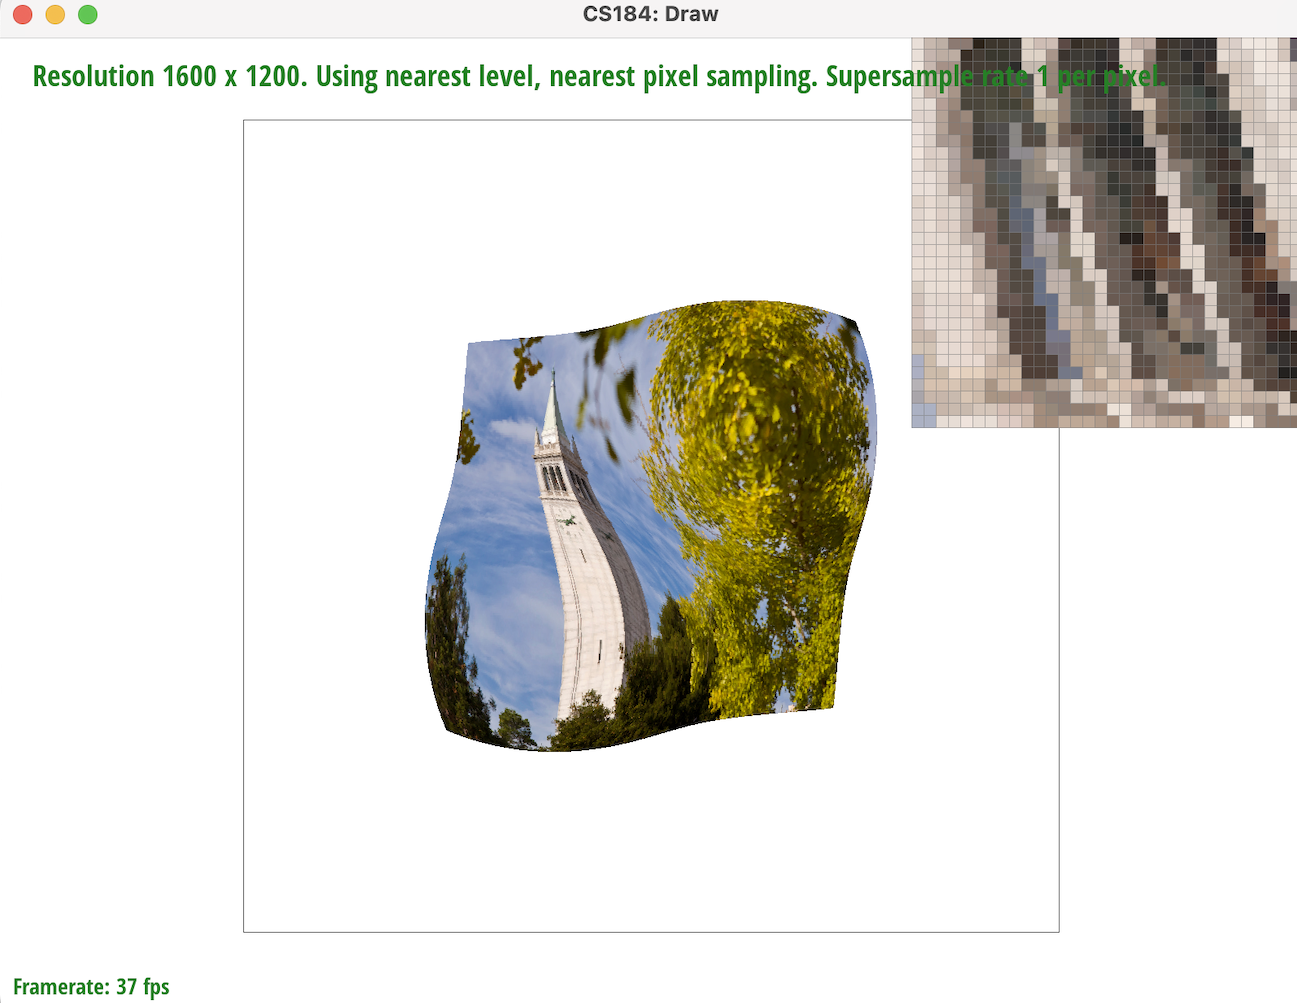 CS184: Draw
Resolution 1600 x 1200. Using nearest level, nearest pixel sampling. Supersample rate 1 per pixel.
Framerate: 37 fps